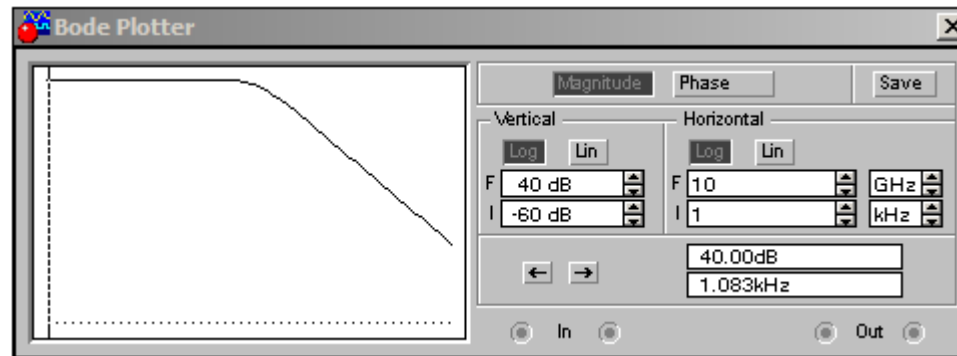 Bode Plotter
Magnitude Phase Save
Vertical Horizontal
Log Lin Log Lin
F 40 dB F 10 GHz
I -60 dB I 1 kHz
← → 40.00dB
1.083kHz
In Out